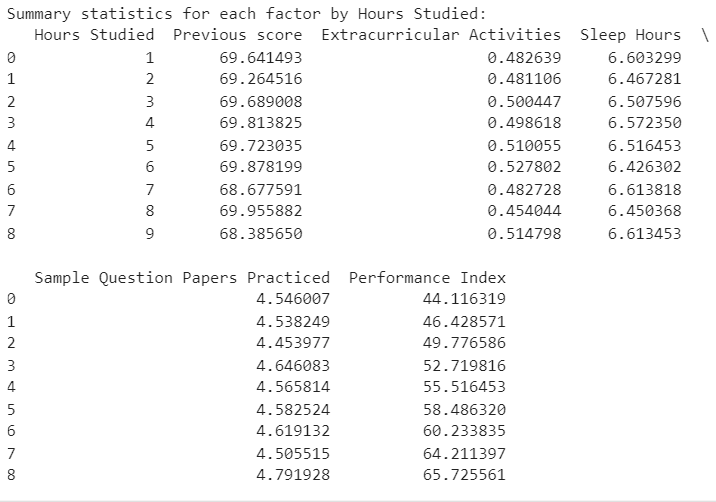 Summary statistics for each factor by Hours Studied:
Hours Studied Previous score Extracurricular Activities Sleep Hours \
0 1 69.641493 0.482639 6.603299
1 2 69.264516 0.481106 6.467281
2 3 69.689008 0.500447 6.507596
3 4 69.813825 0.498618 6.572350
4 5 69.723035 0.510055 6.516453
5 6 69.878199 0.527802 6.426302
6 7 68.677591 0.482728 6.613818
7 8 69.955882 0.454044 6.450368
8 9 68.385650 0.514798 6.613453
Sample Question Papers Practiced Performance Index
0 4.546007 44.116319
1 4.538249 46.428571
2 4.453977 49.776586
3 4.646083 52.719816
4 4.565814 55.516453
5 4.582524 58.486320
6 4.619132 60.233835
7 4.505515 64.211397
8 4.791928 65.725561